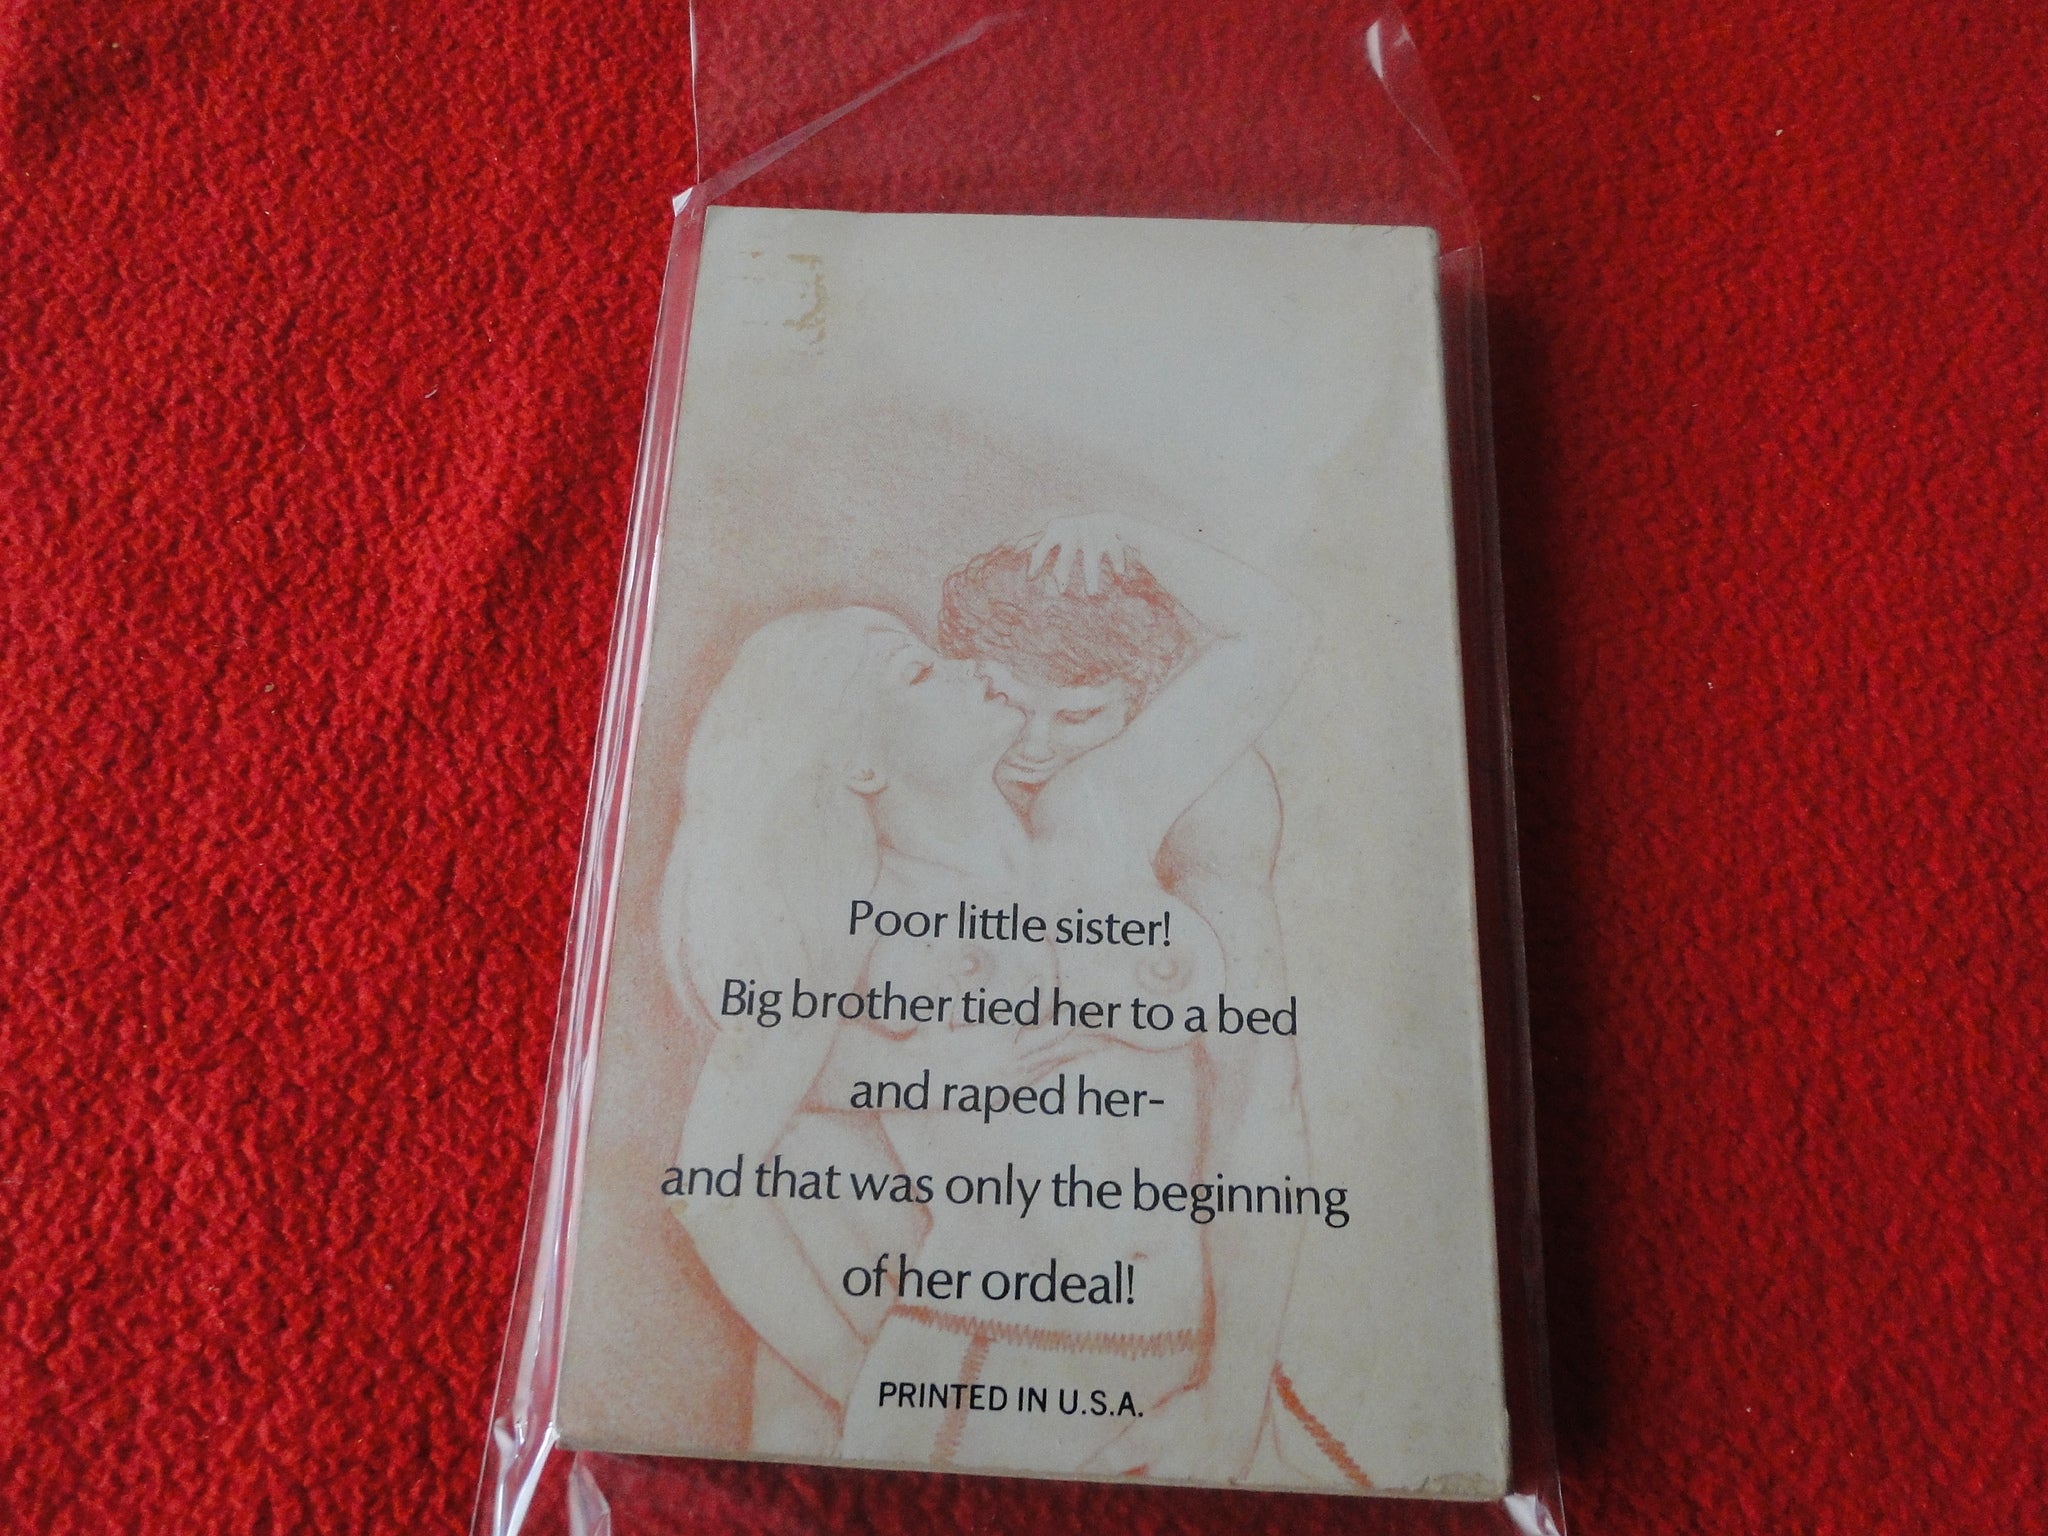 Poor little sister!
Big brother tied her to a bed
and raped her-
and that was only the beginning
of her ordeal!
PRINTED IN U.S.A.